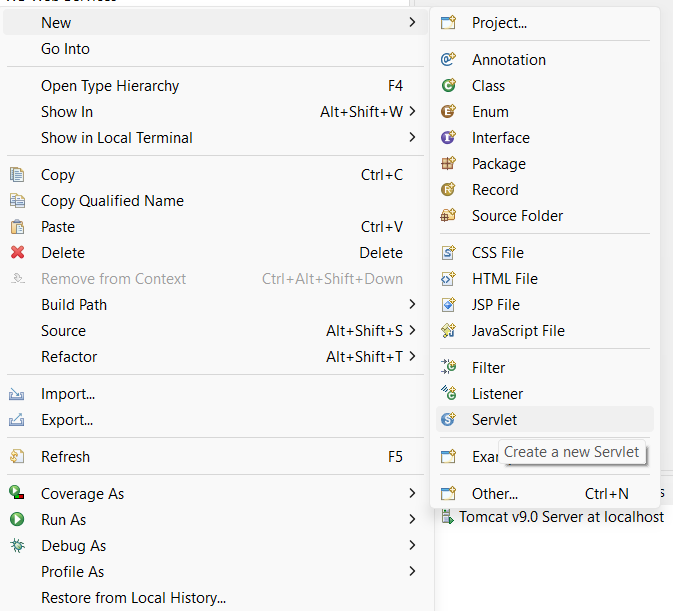 New
Go Into
Open Type Hierarchy F4
Show In Alt+Shift+W
Show in Local Terminal
Copy Ctrl+C
Copy Qualified Name
Paste Ctrl+V
Delete Delete
Remove from Context Ctrl+Alt+Shift+Down
Build Path
Source Alt+Shift+S
Refactor Alt+Shift+T
Import...
Export...
Refresh F5
Coverage As
Run As
Debug As
Profile As
Restore from Local History...
Project...
Annotation
Class
Enum
Interface
Package
Record
Source Folder
CSS File
HTML File
JSP File
JavaScript File
Filter
Listener
Servlet
Create a new Servlet
Other... Ctrl+N
Tomcat v9.0 Server at localhost